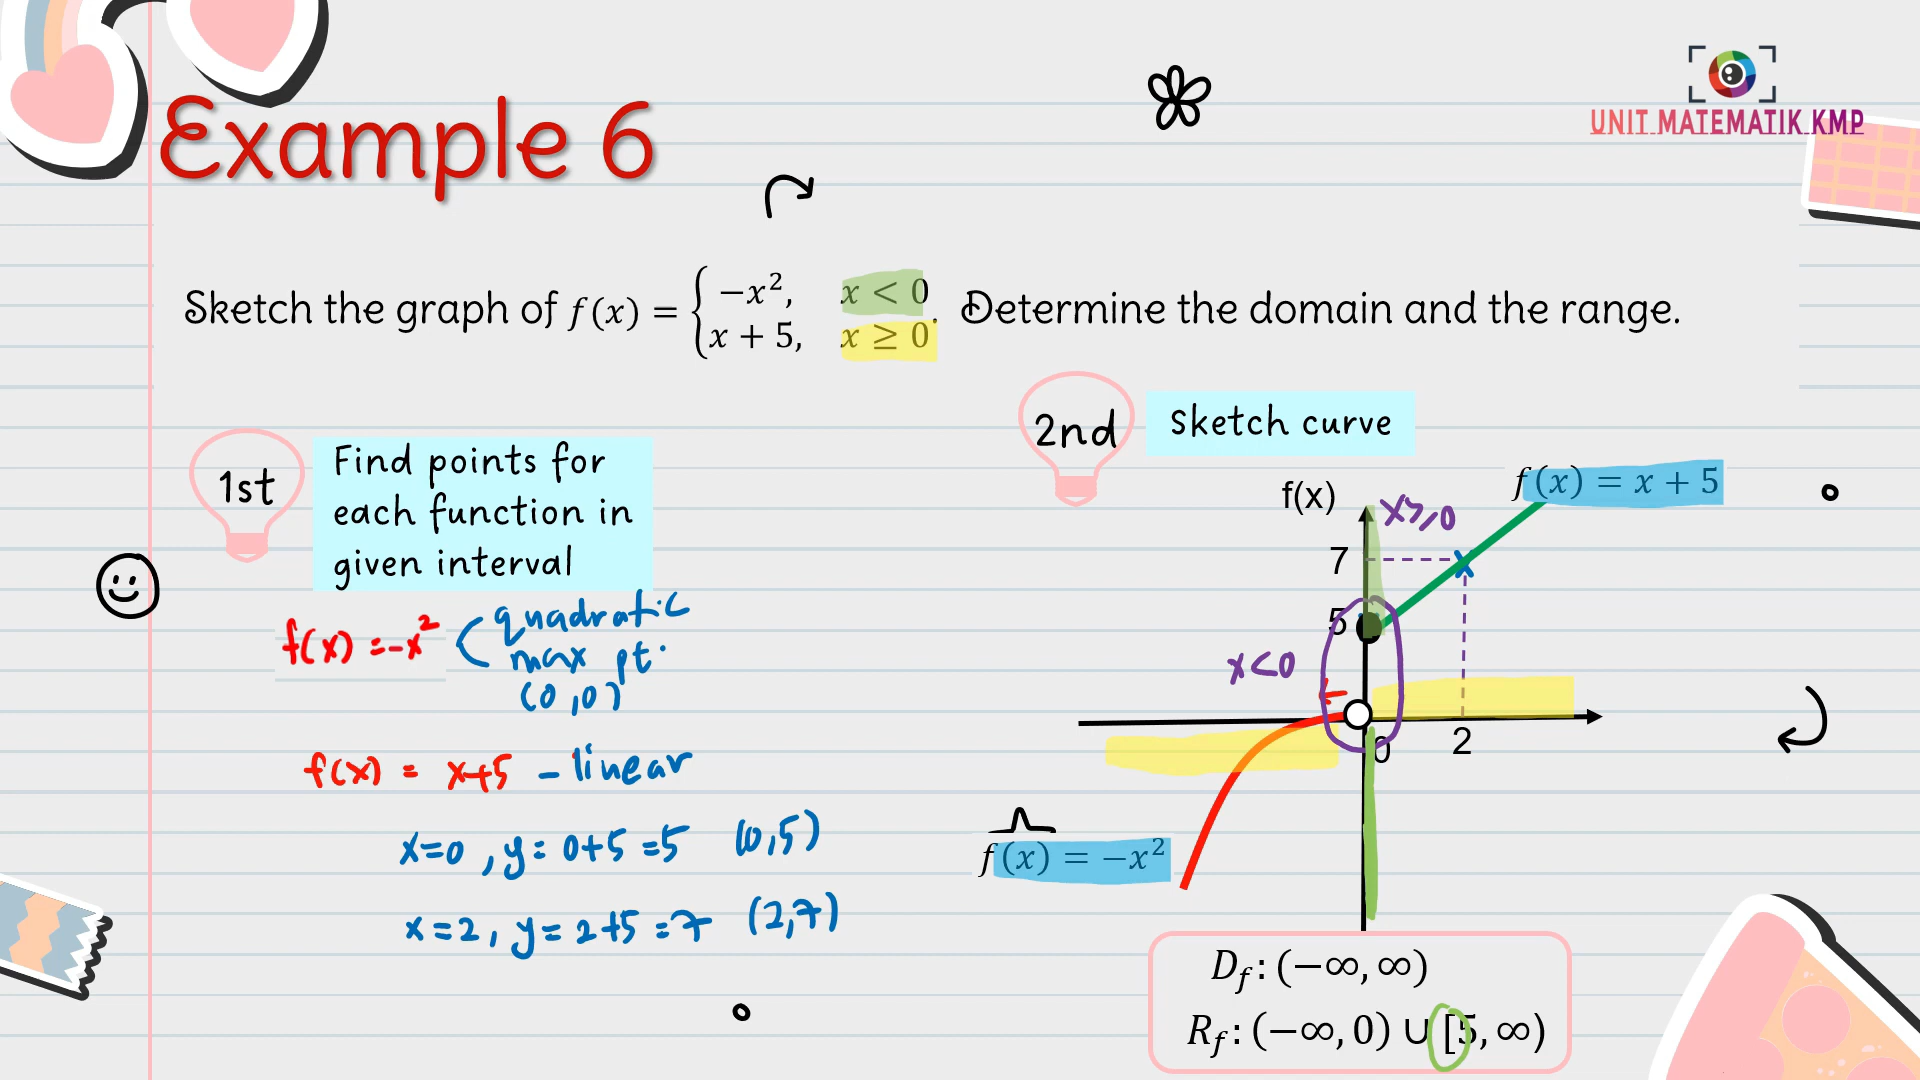 Example 6
UNIT MATEMATIK KMP
Sketch the graph of f(x) = { −x², x < 0
x + 5, x ≥ 0 . Determine the domain and the range.
1st
Find points for
each function in
given interval
f(x) = -x² < quadratic
max pt.
(0,0)
f(x) = x+5 - linear
x=0, y= 0+5 =5 (0,5)
x=2, y= 2+5 =7 (2,7)
2nd
Sketch curve
f(x) = x + 5
f(x)
x≥0
7
5
x<0
0
2
f(x) = −x²
D_f: (−∞, ∞)
R_f: (−∞, 0) ∪ [5, ∞)